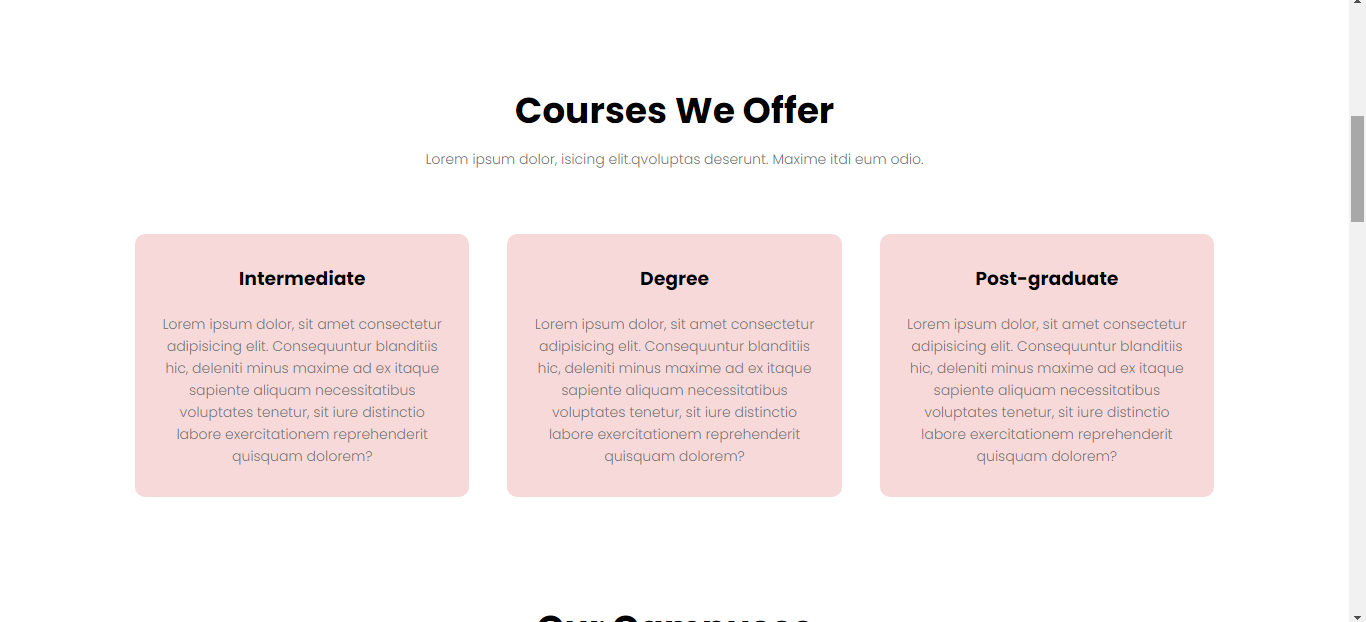 Courses We Offer
Lorem ipsum dolor, isicing elit.qvoluptas deserunt. Maxime itdi eum odio.
Intermediate
Lorem ipsum dolor, sit amet consectetur
adipisicing elit. Consequuntur blanditiis
hic, deleniti minus maxime ad ex itaque
sapiente aliquam necessitatibus
voluptates tenetur, sit iure distinctio
labore exercitationem reprehenderit
quisquam dolorem?
Degree
Lorem ipsum dolor, sit amet consectetur
adipisicing elit. Consequuntur blanditiis
hic, deleniti minus maxime ad ex itaque
sapiente aliquam necessitatibus
voluptates tenetur, sit iure distinctio
labore exercitationem reprehenderit
quisquam dolorem?
Post-graduate
Lorem ipsum dolor, sit amet consectetur
adipisicing elit. Consequuntur blanditiis
hic, deleniti minus maxime ad ex itaque
sapiente aliquam necessitatibus
voluptates tenetur, sit iure distinctio
labore exercitationem reprehenderit
quisquam dolorem?